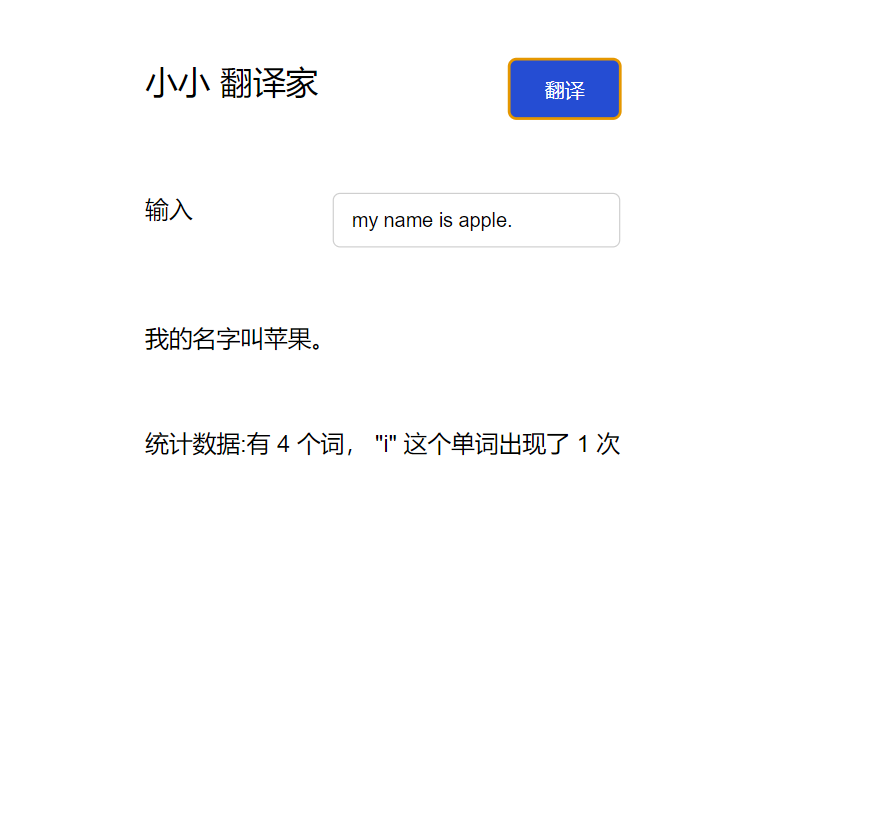 小小 翻译家
翻译
输入
my name is apple.
我的名字叫苹果。
统计数据:有 4 个词， "i" 这个单词出现了 1 次